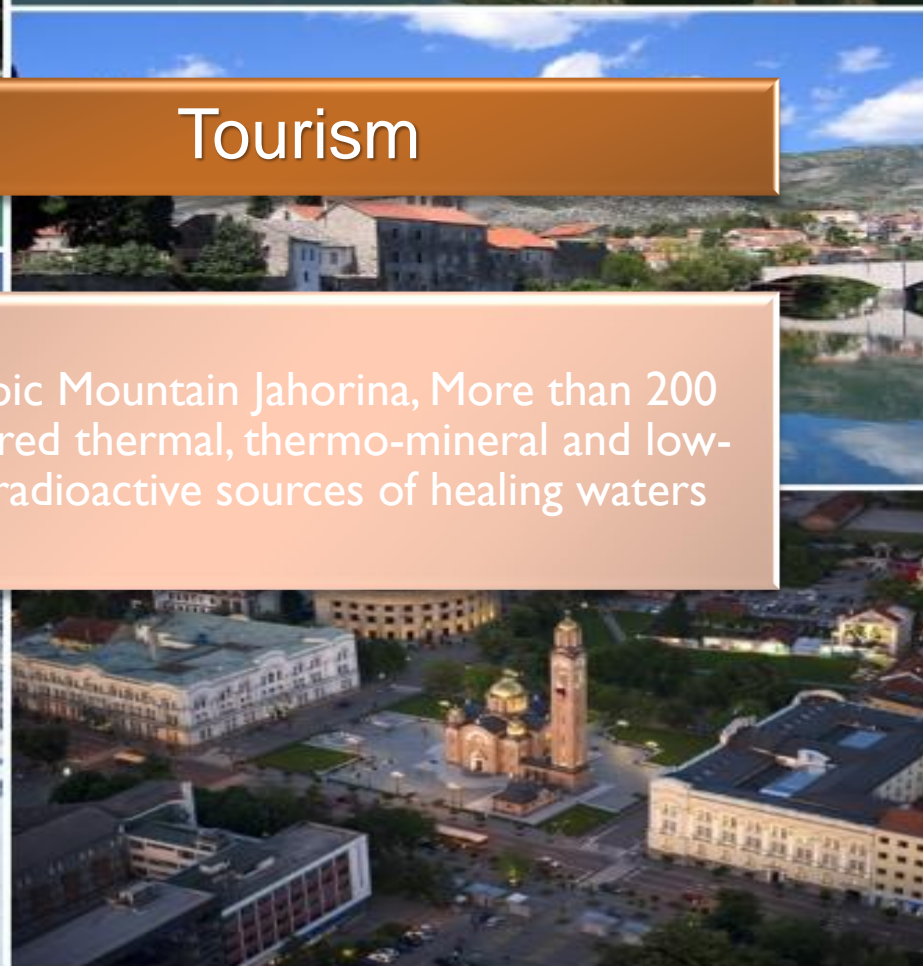 Tourism
pic Mountain Jahorina, More than 200
red thermal, thermo-mineral and low-
radioactive sources of healing waters